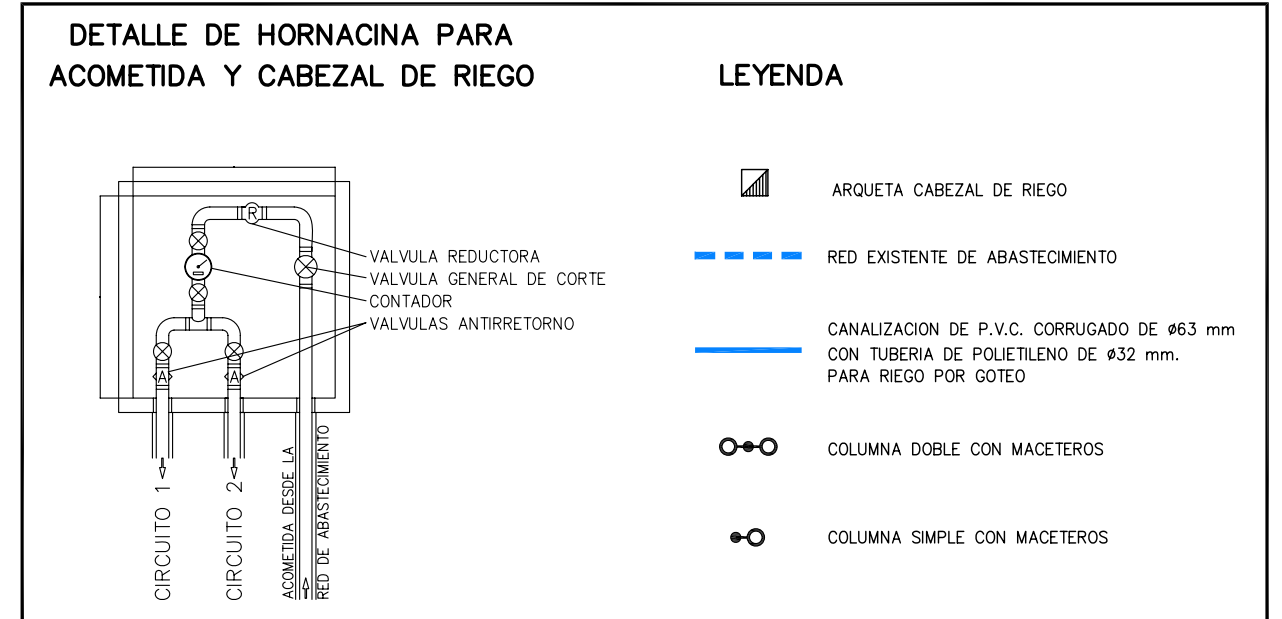 DETALLE DE HORNACINA PARA
ACOMETIDA Y CABEZAL DE RIEGO
R
VALVULA REDUCTORA
VALVULA GENERAL DE CORTE
CONTADOR
VALVULAS ANTIRRETORNO
A
A
CIRCUITO 1
CIRCUITO 2
ACOMETIDA DESDE LA
RED DE ABASTECIMIENTO
LEYENDA
ARQUETA CABEZAL DE RIEGO
RED EXISTENTE DE ABASTECIMIENTO
CANALIZACION DE P.V.C. CORRUGADO DE Ø63 mm
CON TUBERIA DE POLIETILENO DE Ø32 mm.
PARA RIEGO POR GOTEO
COLUMNA DOBLE CON MACETEROS
COLUMNA SIMPLE CON MACETEROS